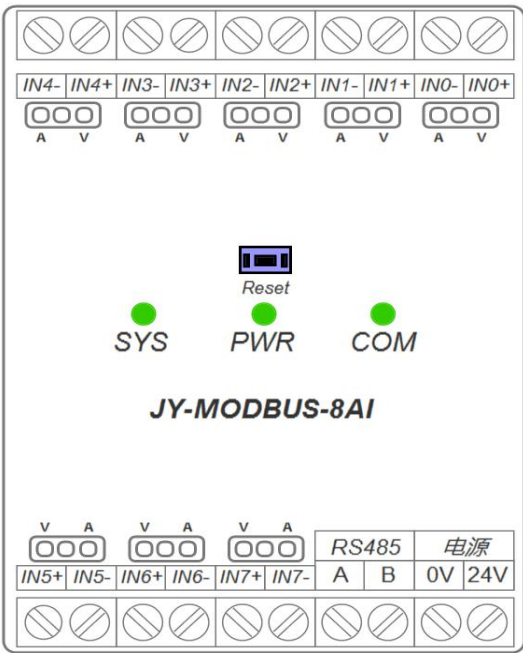 IN4- IN4+ IN3- IN3+ IN2- IN2+ IN1- IN1+ IN0- IN0+
A V A V A V A V A V
Reset
SYS PWR COM
JY-MODBUS-8AI
V A V A V A
RS485 电源
IN5+ IN5- IN6+ IN6- IN7+ IN7- A B 0V 24V